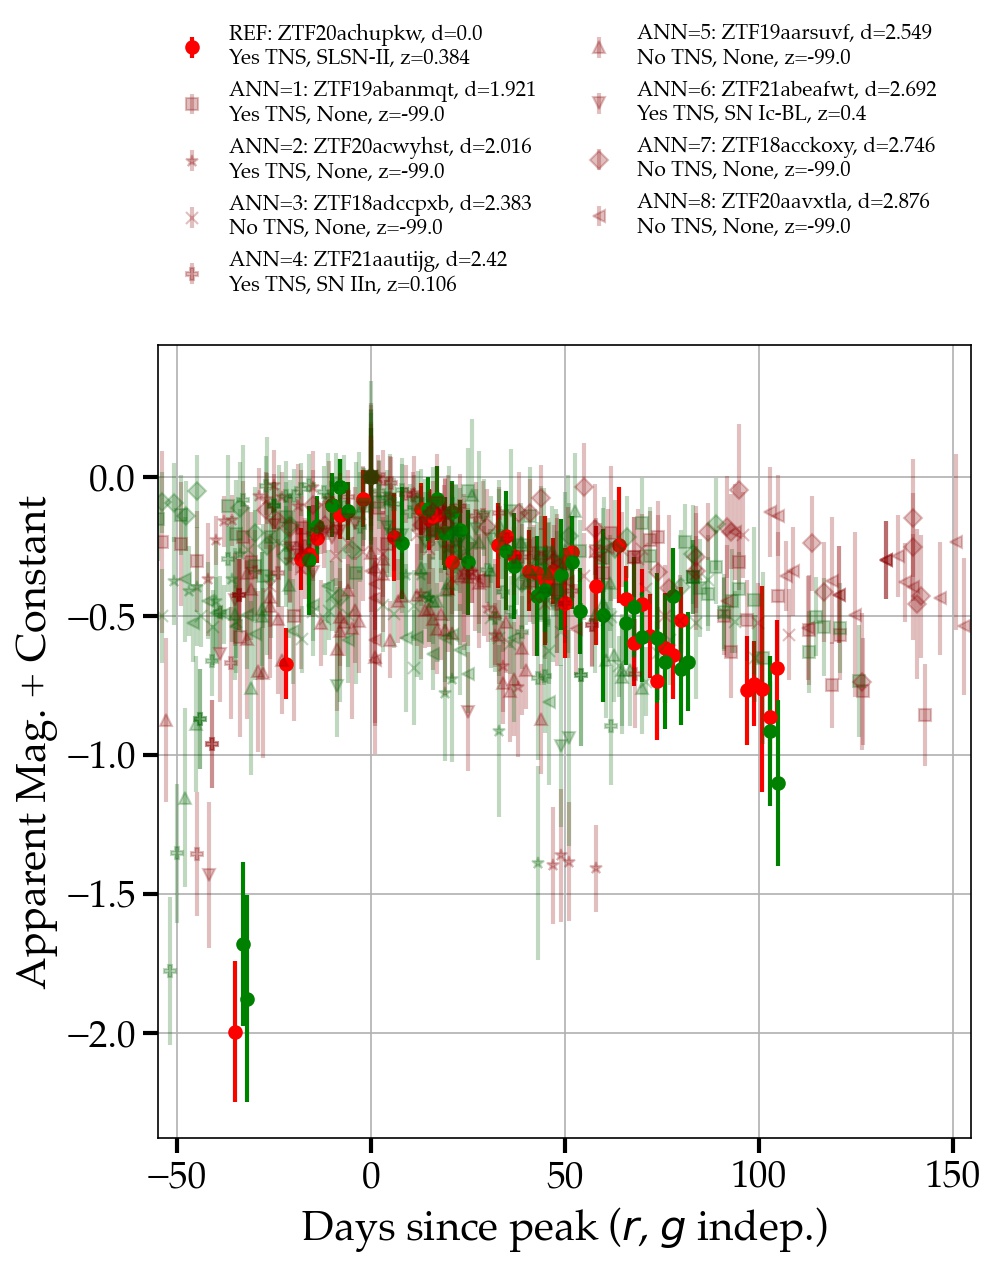 REF: ZTF20achupkw, d=0.0
Yes TNS, SLSN-II, z=0.384
ANN=1: ZTF19abanmqt, d=1.921
Yes TNS, None, z=-99.0
ANN=2: ZTF20acwyhst, d=2.016
Yes TNS, None, z=-99.0
ANN=3: ZTF18adccpxb, d=2.383
No TNS, None, z=-99.0
ANN=4: ZTF21aautijg, d=2.42
Yes TNS, SN IIn, z=0.106
ANN=5: ZTF19aarsuvf, d=2.549
No TNS, None, z=-99.0
ANN=6: ZTF21abeafwt, d=2.692
Yes TNS, SN Ic-BL, z=0.4
ANN=7: ZTF18acckoxy, d=2.746
No TNS, None, z=-99.0
ANN=8: ZTF20aavxtla, d=2.876
No TNS, None, z=-99.0
Apparent Mag. + Constant
0.0
−0.5
−1.0
−1.5
−2.0
−50 0 50 100 150
Days since peak (r, g indep.)